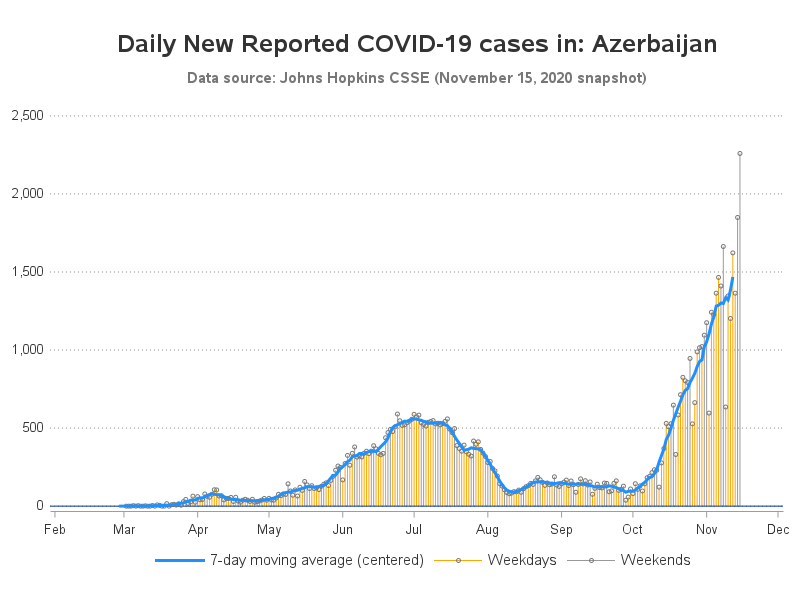 Daily New Reported COVID-19 cases in: Azerbaijan
Data source: Johns Hopkins CSSE (November 15, 2020 snapshot)
2,500
2,000
1,500
1,000
500
0
Feb Mar Apr May Jun Jul Aug Sep Oct Nov Dec
7-day moving average (centered) Weekdays Weekends